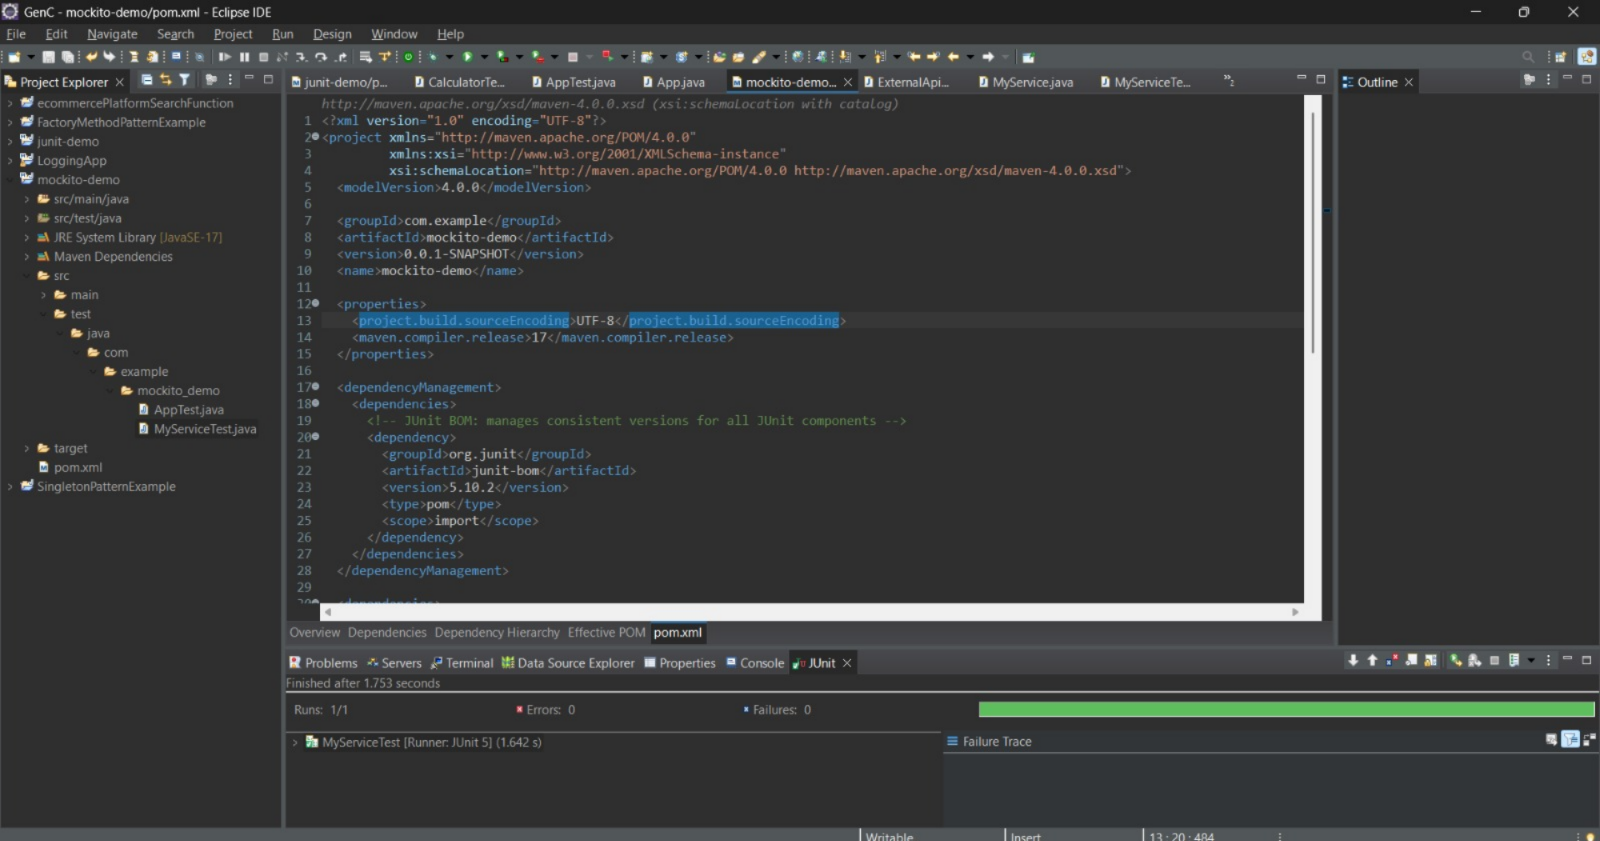 GenC - mockito-demo/pom.xml - Eclipse IDE
File Edit Navigate Search Project Run Design Window Help
Project Explorer
ecommercePlatformSearchFunction
FactoryMethodPatternExample
junit-demo
LoggingApp
mockito-demo
src/main/java
src/test/java
JRE System Library [JavaSE-17]
Maven Dependencies
src
main
test
java
com
example
mockito_demo
AppTest.java
MyServiceTest.java
target
pom.xml
SingletonPatternExample
junit-demo/p... CalculatorTe... AppTest.java App.java mockito-demo... ExternalApi... MyService.java MyServiceTe... »2
http://maven.apache.org/xsd/maven-4.0.0.xsd (xsi:schemaLocation with catalog)
1 <?xml version="1.0" encoding="UTF-8"?>
2 <project xmlns="http://maven.apache.org/POM/4.0.0"
3 xmlns:xsi="http://www.w3.org/2001/XMLSchema-instance"
4 xsi:schemaLocation="http://maven.apache.org/POM/4.0.0 http://maven.apache.org/xsd/maven-4.0.0.xsd">
5 <modelVersion>4.0.0</modelVersion>
6
7 <groupId>com.example</groupId>
8 <artifactId>mockito-demo</artifactId>
9 <version>0.0.1-SNAPSHOT</version>
10 <name>mockito-demo</name>
11
12 <properties>
13 <project.build.sourceEncoding>UTF-8</project.build.sourceEncoding>
14 <maven.compiler.release>17</maven.compiler.release>
15 </properties>
16
17 <dependencyManagement>
18 <dependencies>
19 <!-- JUnit BOM: manages consistent versions for all JUnit components -->
20 <dependency>
21 <groupId>org.junit</groupId>
22 <artifactId>junit-bom</artifactId>
23 <version>5.10.2</version>
24 <type>pom</type>
25 <scope>import</scope>
26 </dependency>
27 </dependencies>
28 </dependencyManagement>
29
30 <dependencies>
Overview Dependencies Dependency Hierarchy Effective POM pom.xml
Outline
Problems Servers Terminal Data Source Explorer Properties Console JUnit
Finished after 1.753 seconds
Runs: 1/1 Errors: 0 Failures: 0
MyServiceTest [Runner: JUnit 5] (1.642 s)
Failure Trace
Writable Insert 13 : 20 : 484